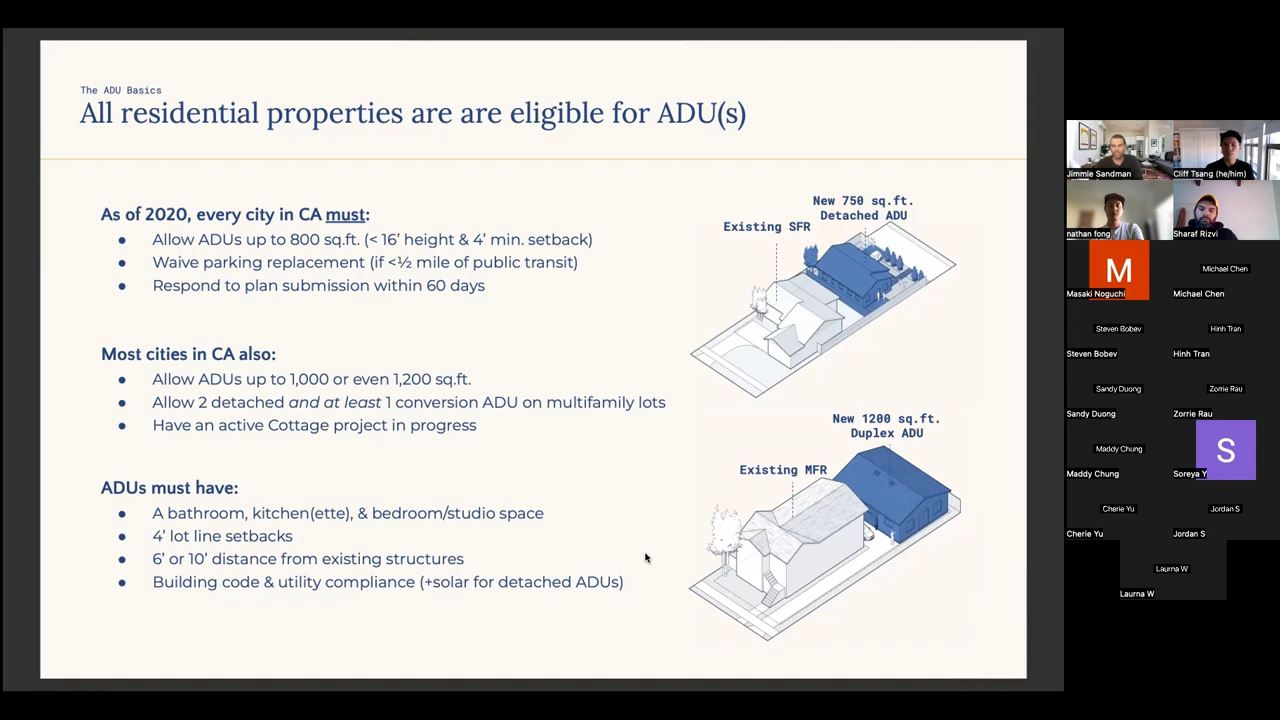 The ADU Basics
All residential properties are are eligible for ADU(s)
As of 2020, every city in CA must:
● Allow ADUs up to 800 sq.ft. (< 16' height & 4' min. setback)
● Waive parking replacement (if <½ mile of public transit)
● Respond to plan submission within 60 days
Most cities in CA also:
● Allow ADUs up to 1,000 or even 1,200 sq.ft.
● Allow 2 detached and at least 1 conversion ADU on multifamily lots
● Have an active Cottage project in progress
ADUs must have:
● A bathroom, kitchen(ette), & bedroom/studio space
● 4' lot line setbacks
● 6' or 10' distance from existing structures
● Building code & utility compliance (+solar for detached ADUs)
New 750 sq.ft.
Detached ADU
Existing SFR
New 1200 sq.ft.
Duplex ADU
Existing MFR
Jimmie Sandman
Cliff Tsang (he/him)
nathan fong
Sharaf Rizvi
M
Michael Chen
Masaki Noguchi
Michael Chen
Steven Bobev
Hinh Tran
Steven Bobev
Hinh Tran
Sandy Duong
Zorrie Rau
Sandy Duong
Zorrie Rau
Maddy Chung
S
Maddy Chung
Soreya Y
Cherie Yu
Jordan S
Cherie Yu
Jordan S
Laurna W
Laurna W